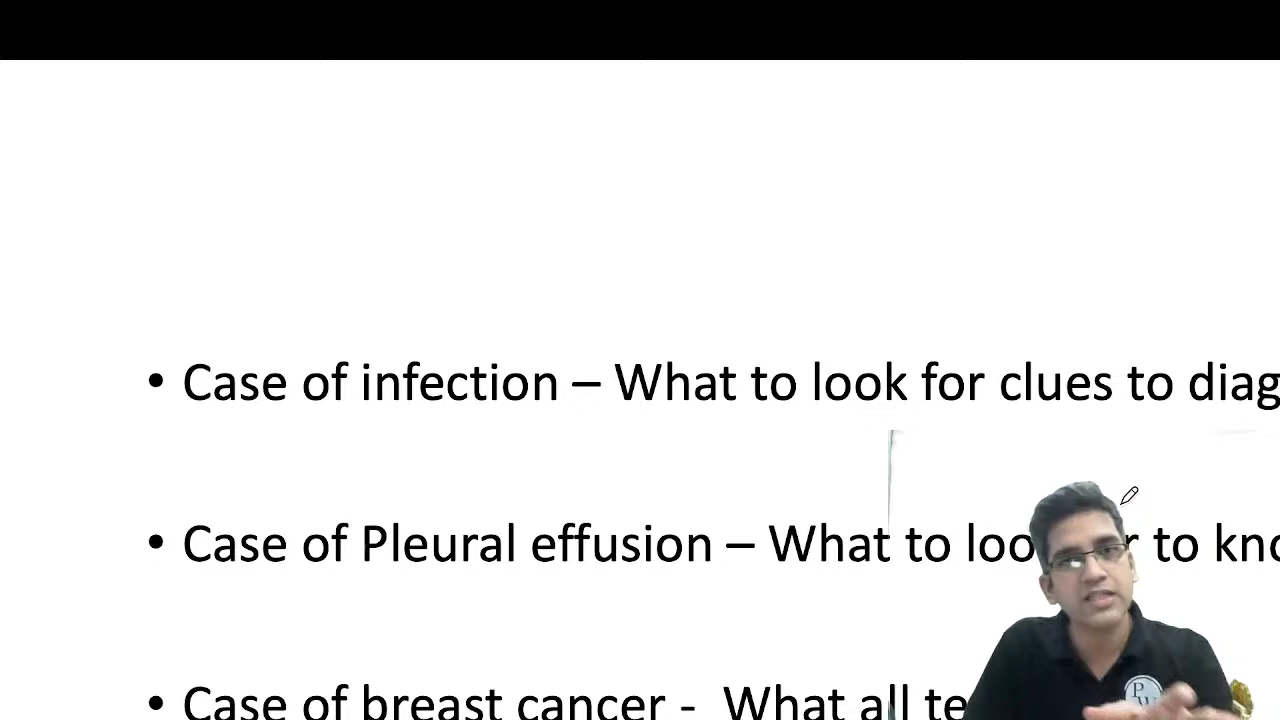 • Case of infection – What to look for clues to diag
• Case of Pleural effusion – What to loo r to kno
• Case of breast cancer - What all te
PW